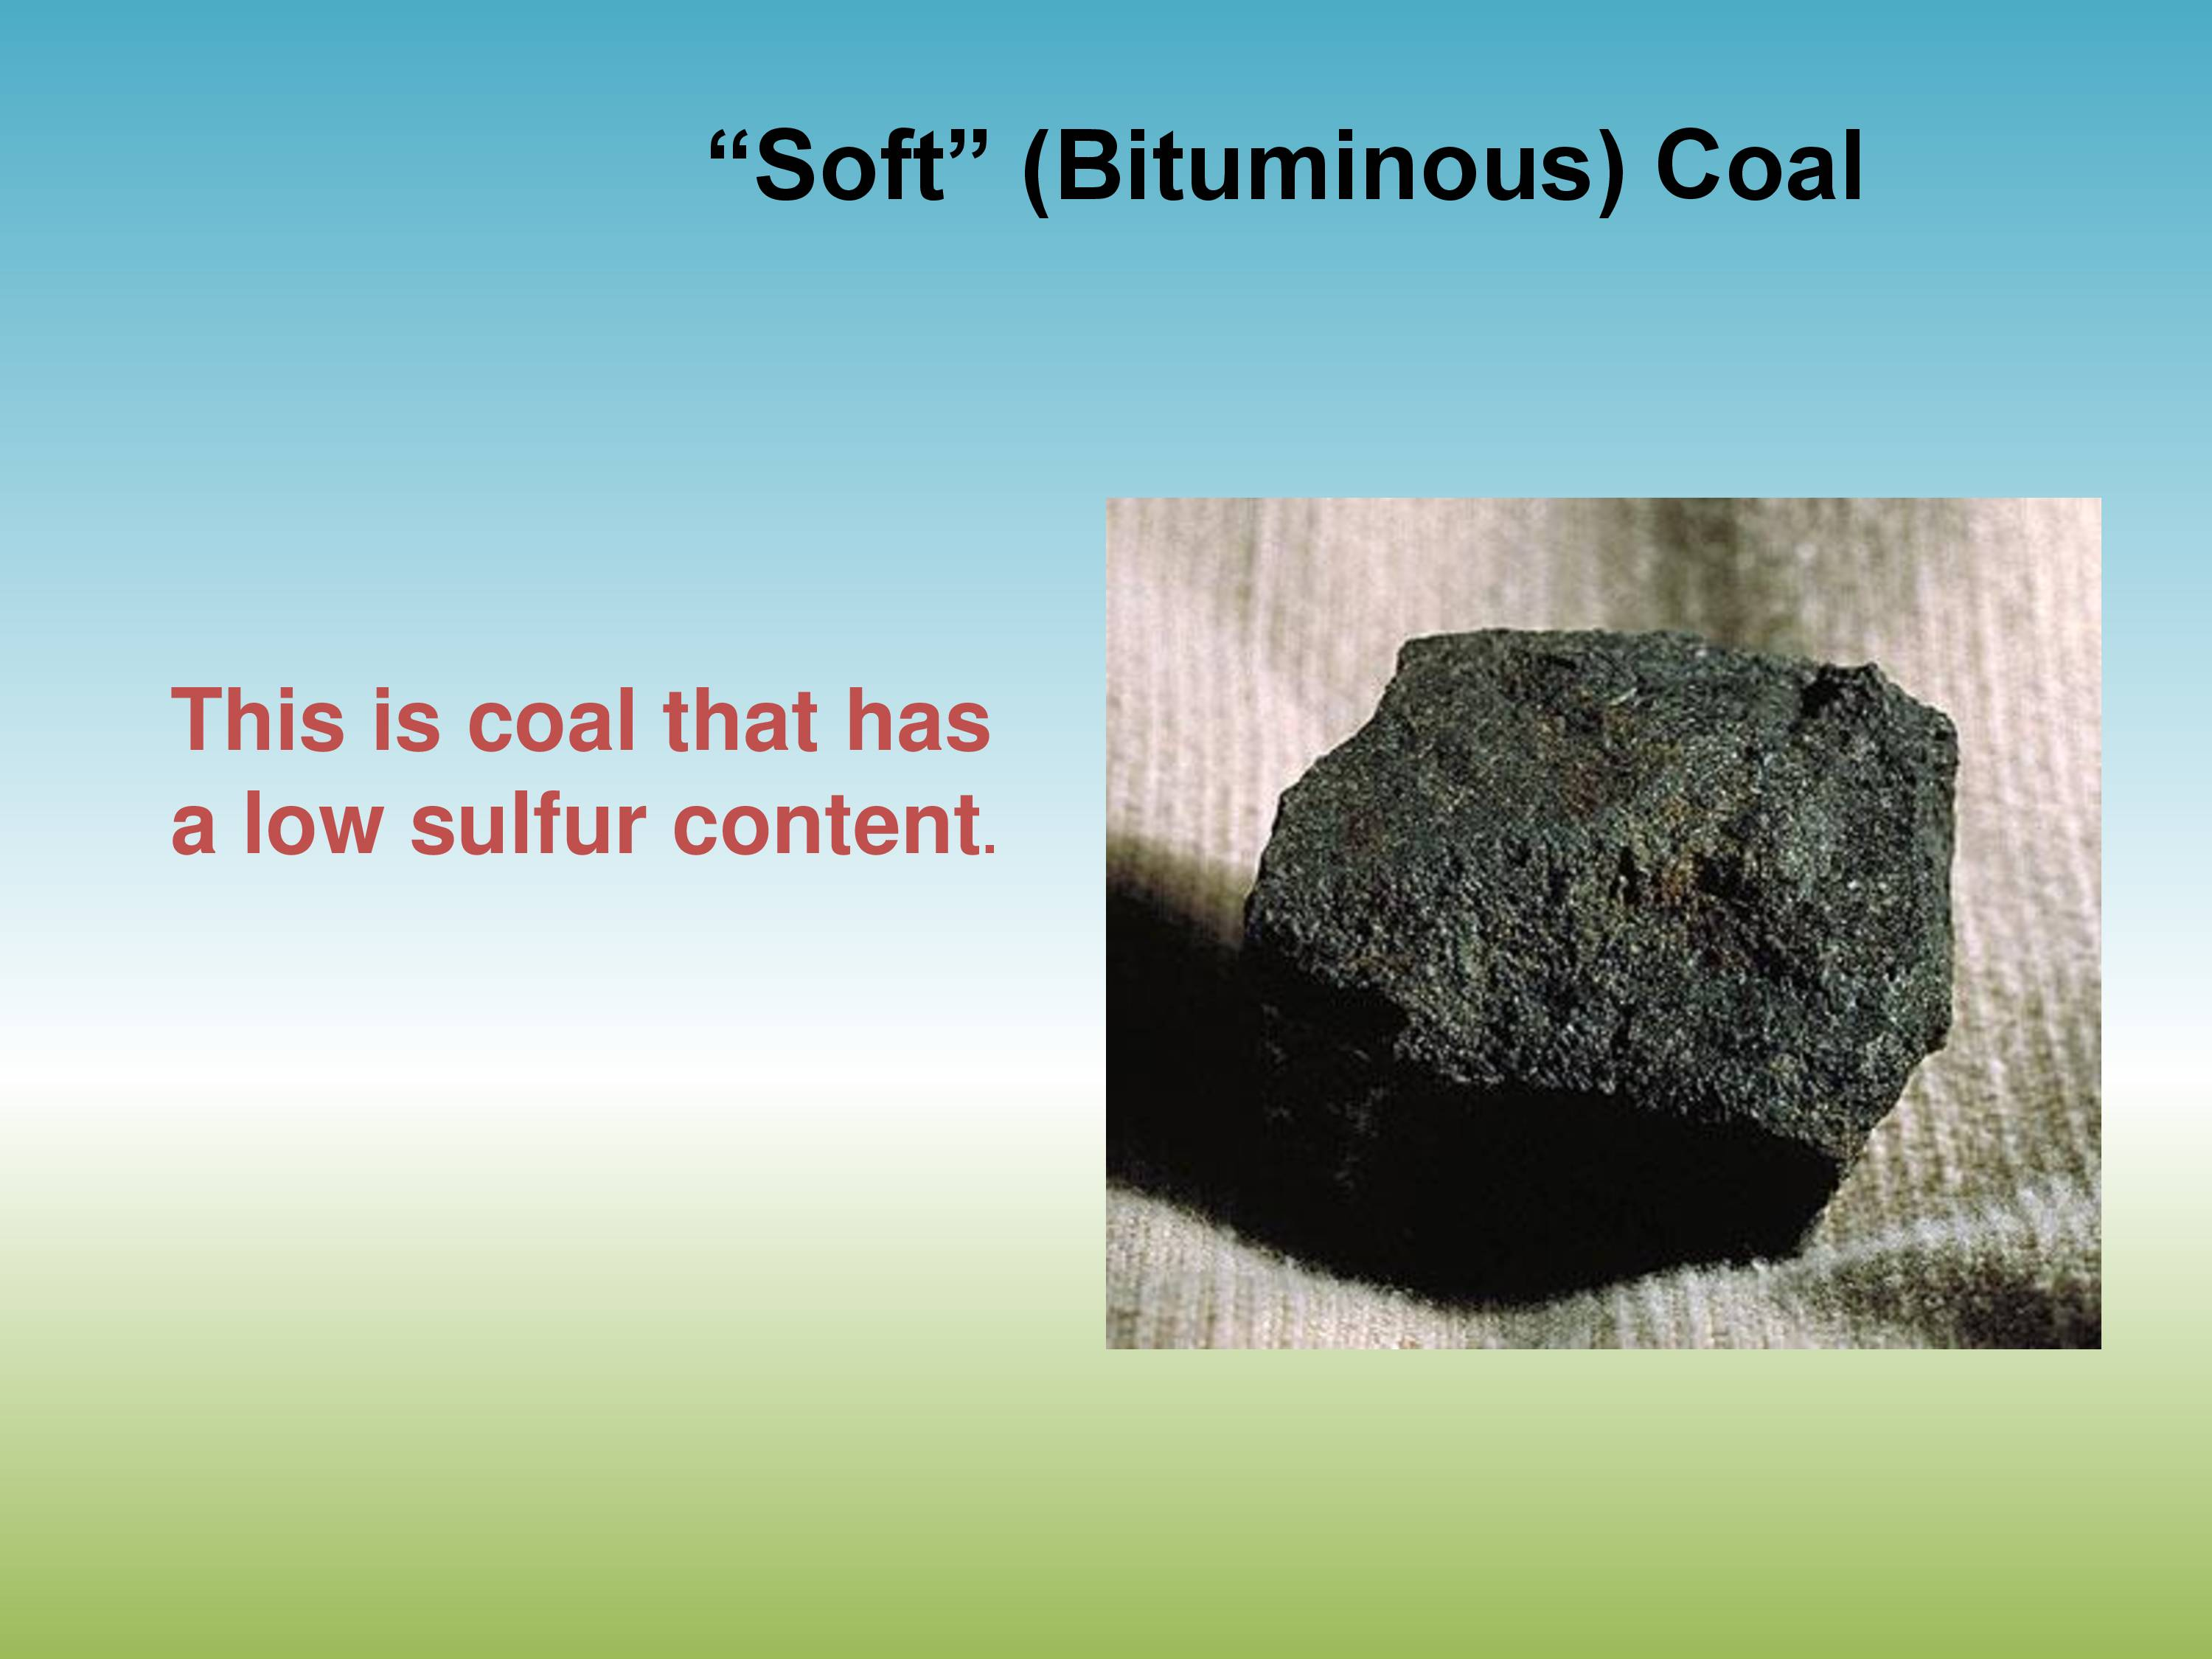 “Soft” (Bituminous) Coal
This is coal that has
a low sulfur content.